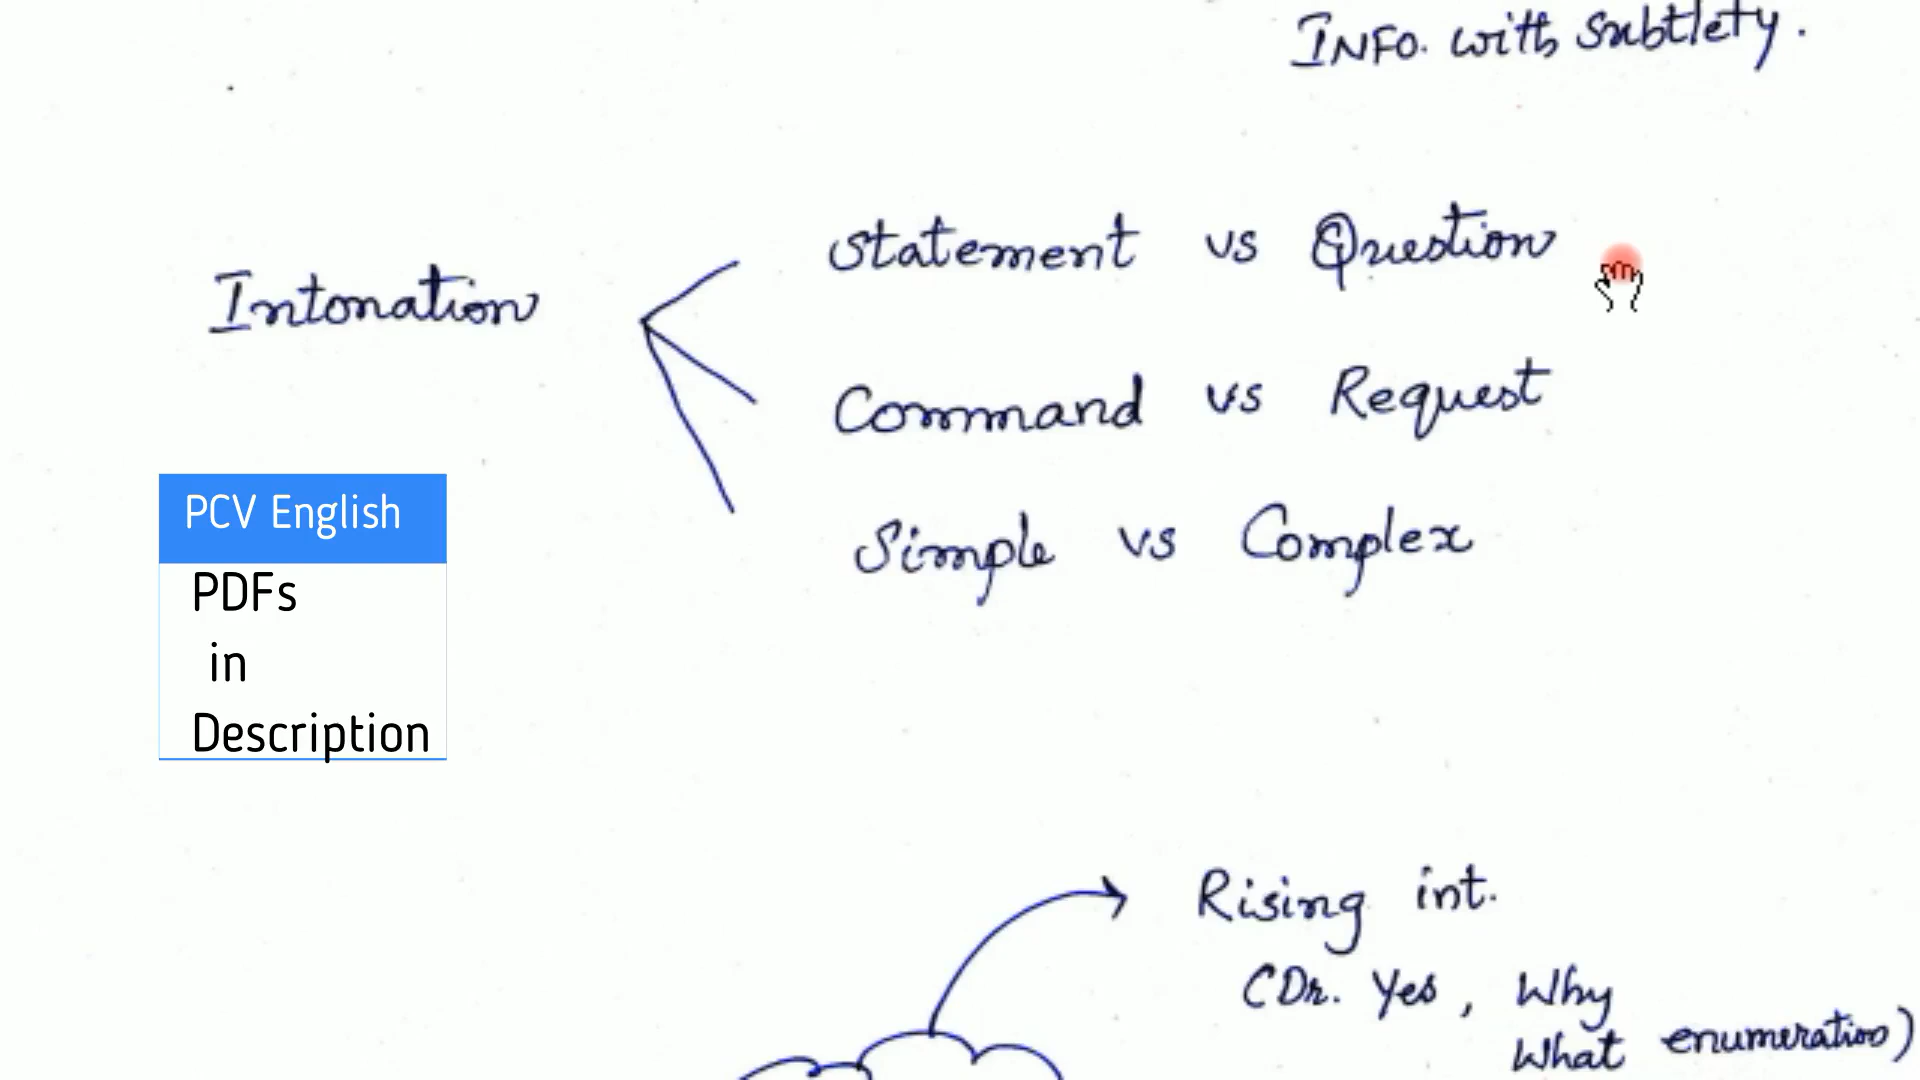 INFO. with subtlety.
Statement vs Question
Intonation
Command vs Request
Simple vs Complex
PCV English
PDFs
in
Description
Rising int.
CDr. Yes, Why
What enumeration)